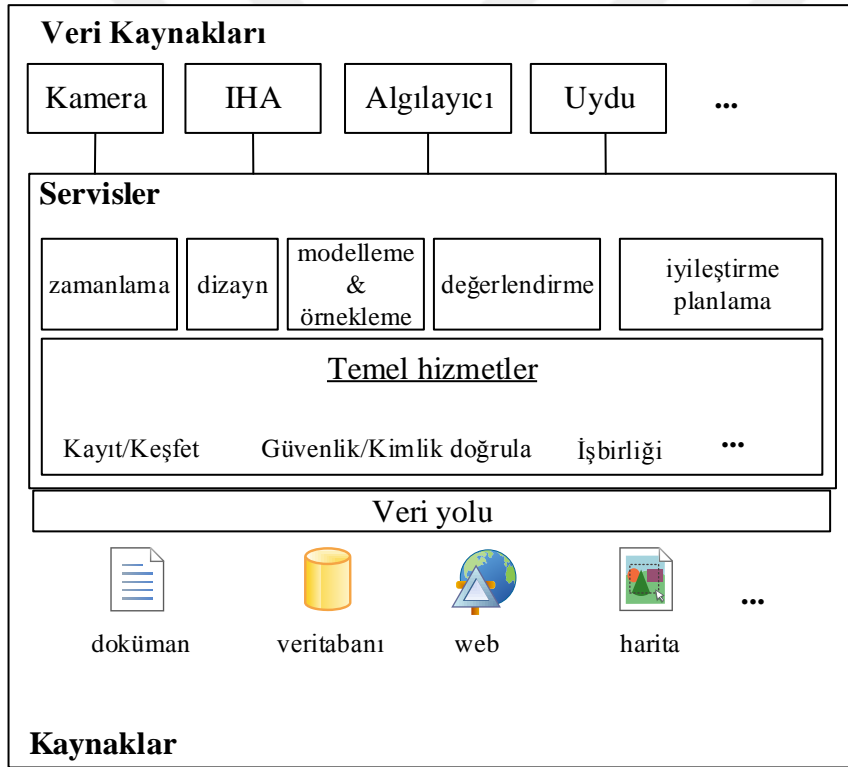 Veri Kaynakları
Kamera IHA Algılayıcı Uydu ...
Servisler
zamanlama dizayn modelleme & örnekleme değerlendirme iyileştirme planlama
Temel hizmetler
Kayıt/Keşfet Güvenlik/Kimlik doğrula İşbirliği ...
Veri yolu
doküman veritabanı web harita ...
Kaynaklar